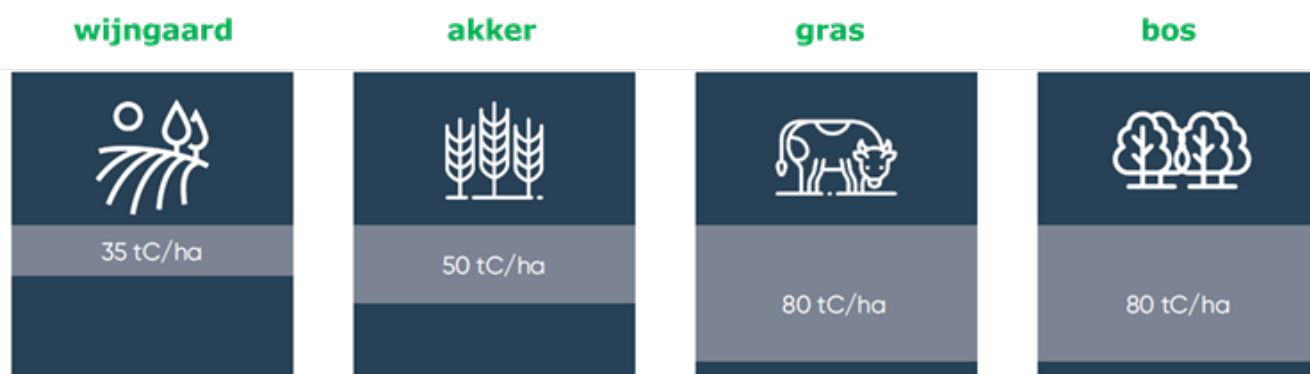 wijngaard
akker
gras
bos
35 tC/ha
50 tC/ha
80 tC/ha
80 tC/ha